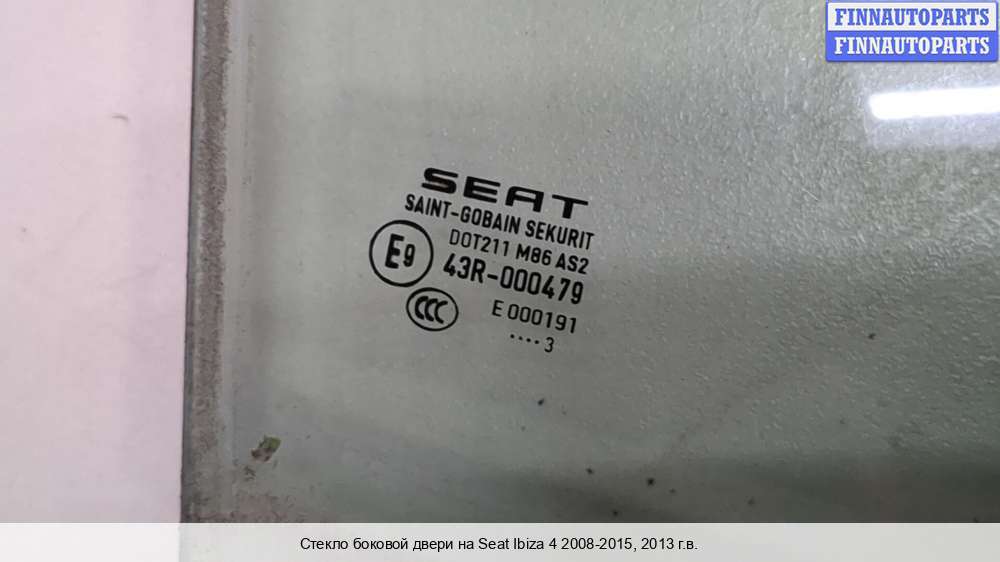 FINNAUTOPARTS
FINNAUTOPARTS
SEAT
SAINT-GOBAIN SEKURIT
DOT211 M86 AS2
E9 43R-000479
CCC E 000191
.... 3
Стекло боковой двери на Seat Ibiza 4 2008-2015, 2013 г.в.